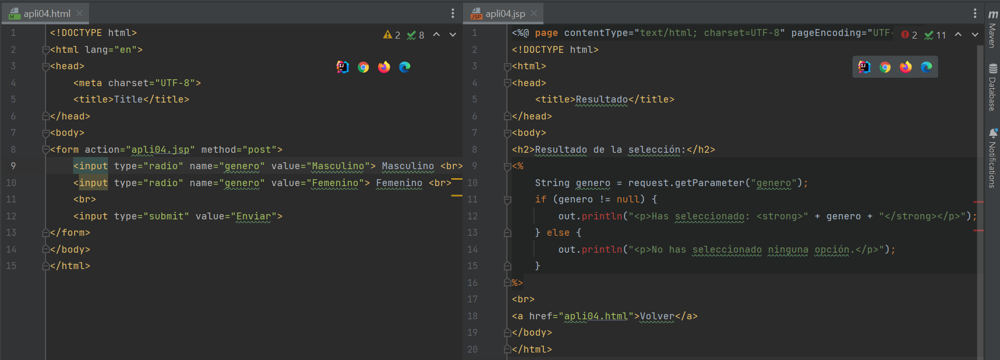 apli04.html
1 <!DOCTYPE html>
2 <html lang="en">
3 <head>
4 <meta charset="UTF-8">
5 <title>Title</title>
6 </head>
7 <body>
8 <form action="apli04.jsp" method="post">
9 <input type="radio" name="genero" value="Masculino"> Masculino <br>
10 <input type="radio" name="genero" value="Femenino"> Femenino <br>
11 <br>
12 <input type="submit" value="Enviar">
13 </form>
14 </body>
15 </html>
2 8
apli04.jsp
1 <%@ page contentType="text/html; charset=UTF-8" pageEncoding="UTF-
2 <!DOCTYPE html>
3 <html>
4 <head>
5 <title>Resultado</title>
6 </head>
7 <body>
8 <h2>Resultado de la selección:</h2>
9 <%
10 String genero = request.getParameter("genero");
11 if (genero != null) {
12 out.println("<p>Has seleccionado: <strong>" + genero + "</strong></p>");
13 } else {
14 out.println("<p>No has seleccionado ninguna opción.</p>");
15 }
16 %>
17 <br>
18 <a href="apli04.html">Volver</a>
19 </body>
20 </html>
2 11
Maven
Database
Notifications